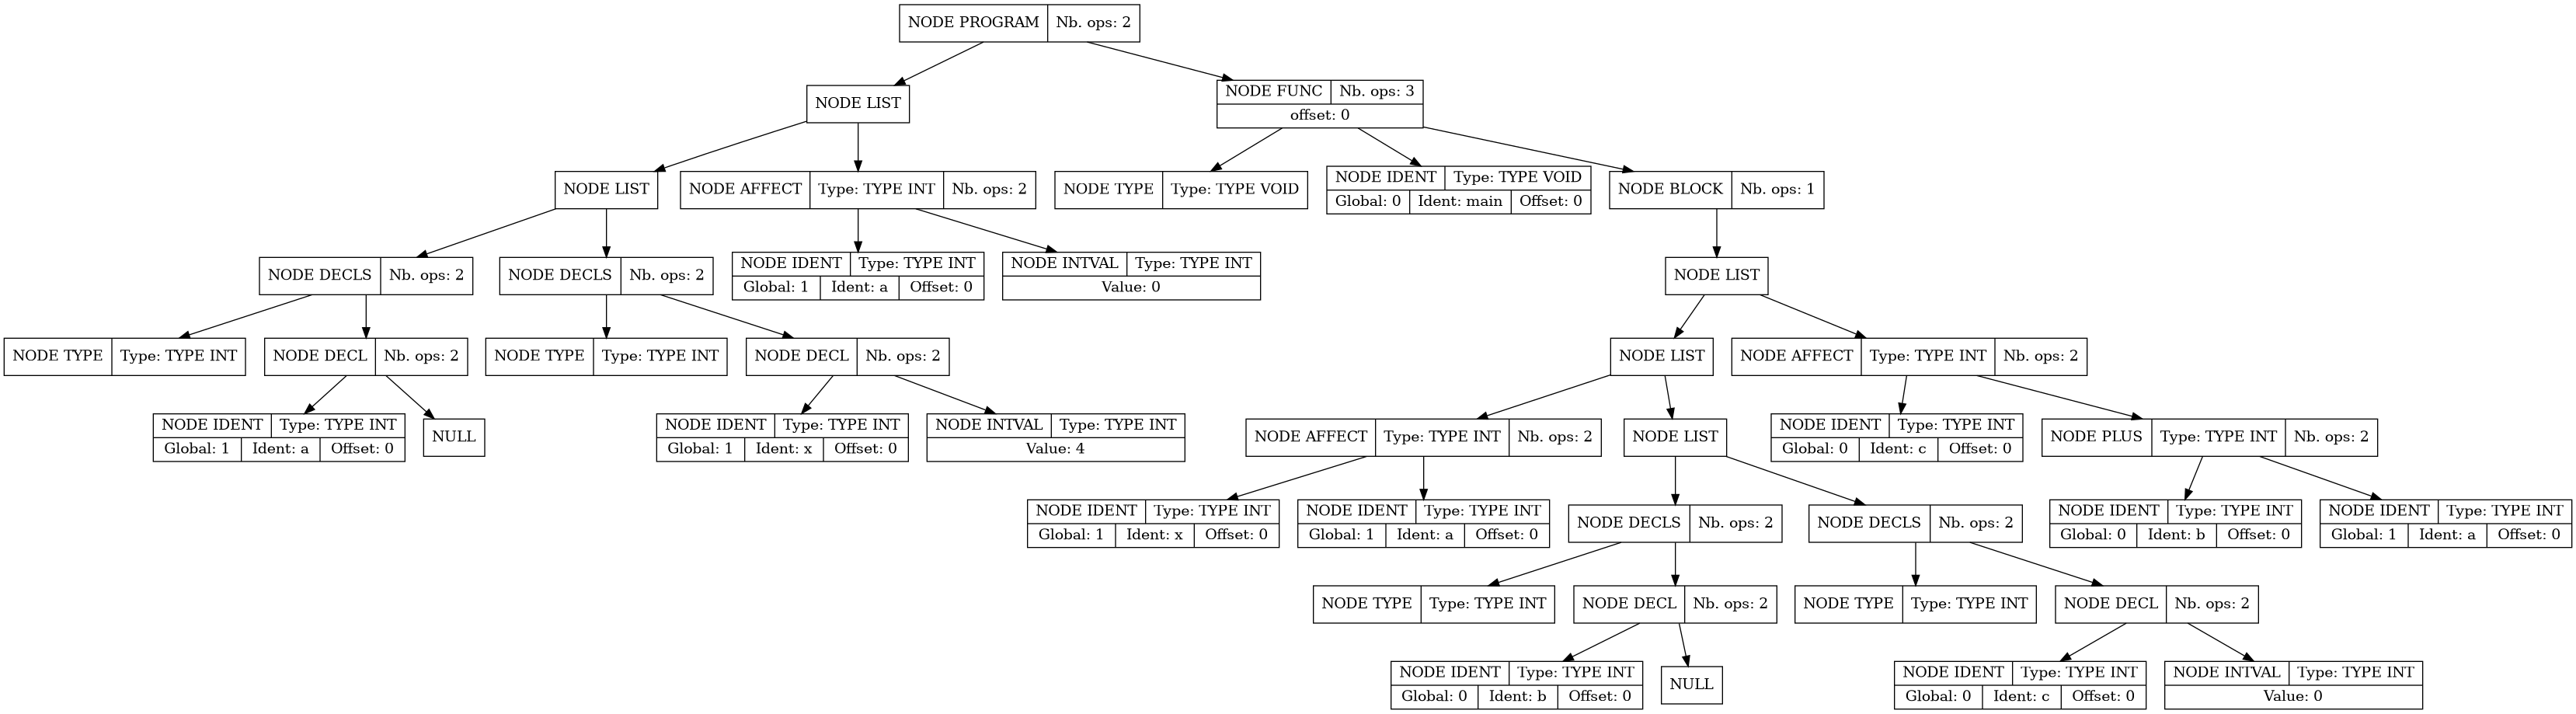 NODE PROGRAM Nb. ops: 2
NODE LIST
NODE FUNC Nb. ops: 3
offset: 0
NODE LIST
NODE AFFECT Type: TYPE INT Nb. ops: 2
NODE TYPE Type: TYPE VOID
NODE IDENT Type: TYPE VOID
Global: 0 Ident: main Offset: 0
NODE BLOCK Nb. ops: 1
NODE DECLS Nb. ops: 2
NODE DECLS Nb. ops: 2
NODE IDENT Type: TYPE INT
Global: 1 Ident: a Offset: 0
NODE INTVAL Type: TYPE INT
Value: 0
NODE LIST
NODE TYPE Type: TYPE INT
NODE DECL Nb. ops: 2
NODE TYPE Type: TYPE INT
NODE DECL Nb. ops: 2
NODE LIST
NODE AFFECT Type: TYPE INT Nb. ops: 2
NODE IDENT Type: TYPE INT
Global: 1 Ident: a Offset: 0
NULL
NODE IDENT Type: TYPE INT
Global: 1 Ident: x Offset: 0
NODE INTVAL Type: TYPE INT
Value: 4
NODE AFFECT Type: TYPE INT Nb. ops: 2
NODE LIST
NODE IDENT Type: TYPE INT
Global: 0 Ident: c Offset: 0
NODE PLUS Type: TYPE INT Nb. ops: 2
NODE IDENT Type: TYPE INT
Global: 1 Ident: x Offset: 0
NODE IDENT Type: TYPE INT
Global: 1 Ident: a Offset: 0
NODE DECLS Nb. ops: 2
NODE DECLS Nb. ops: 2
NODE IDENT Type: TYPE INT
Global: 0 Ident: b Offset: 0
NODE IDENT Type: TYPE INT
Global: 1 Ident: a Offset: 0
NODE TYPE Type: TYPE INT
NODE DECL Nb. ops: 2
NODE TYPE Type: TYPE INT
NODE DECL Nb. ops: 2
NODE IDENT Type: TYPE INT
Global: 0 Ident: b Offset: 0
NULL
NODE IDENT Type: TYPE INT
Global: 0 Ident: c Offset: 0
NODE INTVAL Type: TYPE INT
Value: 0